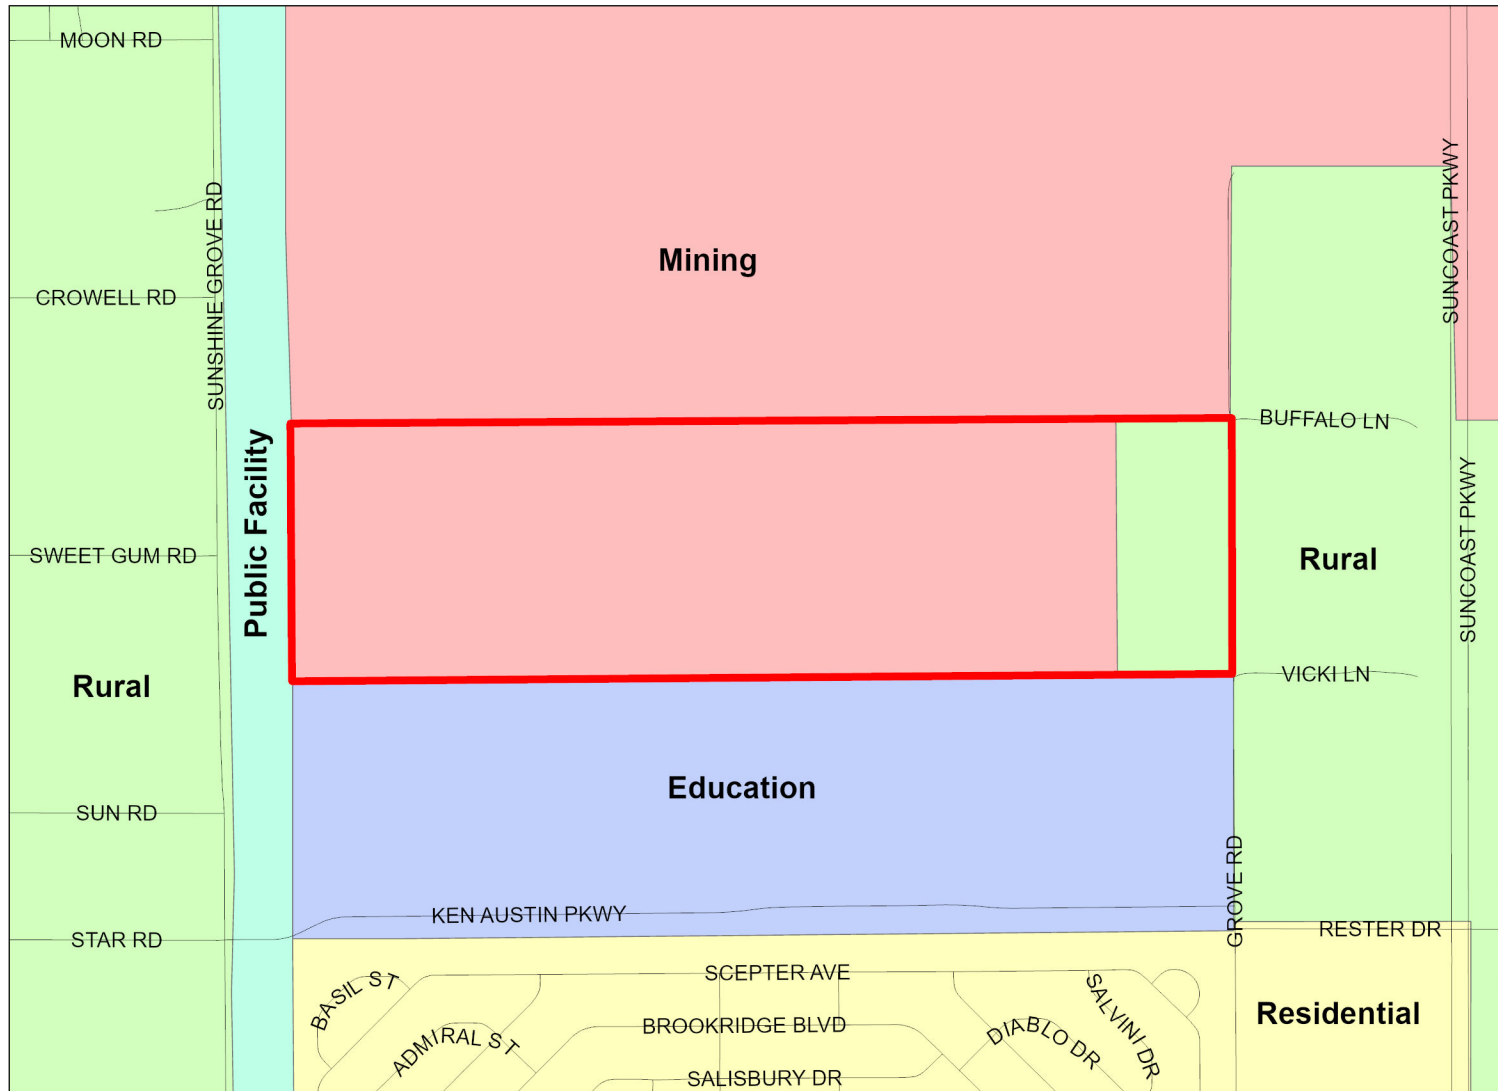 MOON RD
SUNSHINE GROVE RD
SUNCOAST PKWY
Mining
CROWELL RD
BUFFALO LN
Public Facility
SUNCOAST PKWY
SWEET GUM RD
Rural
Rural
VICKI LN
Education
SUN RD
GROVE RD
KEN AUSTIN PKWY
STAR RD
RESTER DR
SCEPTER AVE
BASIL ST
SALVINI DR
Residential
BROOKRIDGE BLVD
ADMIRAL ST
DIABLO DR
SALISBURY DR